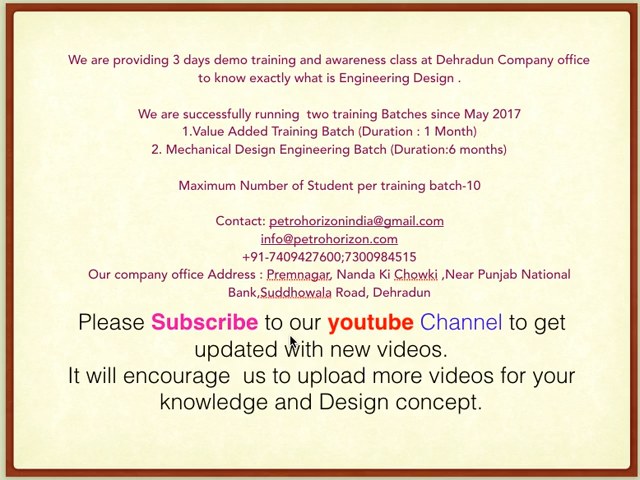 We are providing 3 days demo training and awareness class at Dehradun Company office
to know exactly what is Engineering Design .
We are successfully running  two training Batches since May 2017
1.Value Added Training Batch (Duration : 1 Month)
2. Mechanical Design Engineering Batch (Duration:6 months)
Maximum Number of Student per training batch-10
Contact: petrohorizonindia@gmail.com
info@petrohorizon.com
+91-7409427600;7300984515
Our company office Address : Premnagar, Nanda Ki Chowki ,Near Punjab National
Bank,Suddhowala Road, Dehradun
Please Subscribe to our youtube Channel to get
updated with new videos.
It will encourage  us to upload more videos for your
knowledge and Design concept.